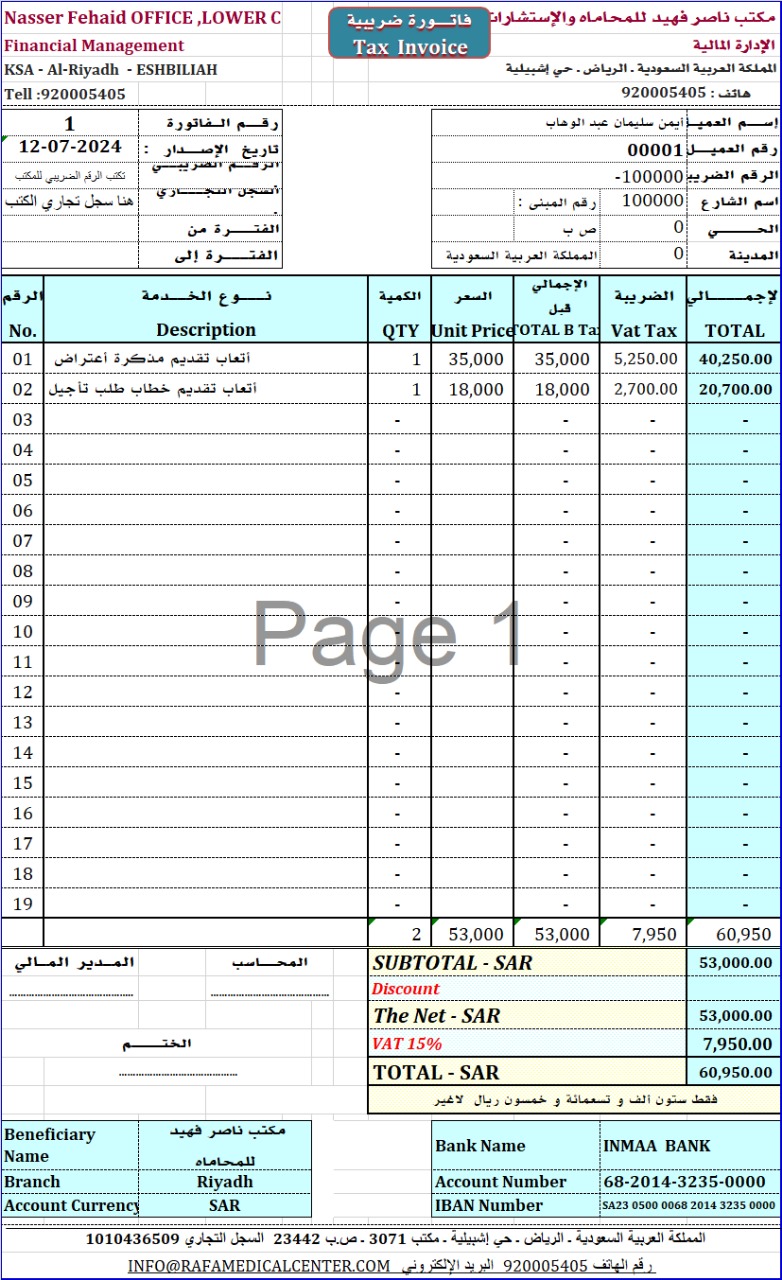 Nasser Fehaid OFFICE ,LOWER C
مكتب ناصر فهيد للمحاماه والإستشارات
فاتورة ضريبية
Tax Invoice
Financial Management
الإدارة المالية
KSA - Al-Riyadh - ESHBILIAH
المملكة العربية السعودية - الرياض - حي إشبيلية
Tell :920005405
هاتف : 920005405
رقم الفاتورة 1
تاريخ الإصدار : 12-07-2024
الرقم الضريبي تكتب الرقم الضريبي للمكتب
السجل التجاري هنا سجل تجاري الكتب
الفترة من
الفترة إلى
إسم العميل أيمن سليمان عبد الوهاب
رقم العميل 00001
الرقم الضريبي 100000-
اسم الشارع 100000 رقم المبنى :
الحي 0 ص ب
المدينة 0 المملكة العربية السعودية
الرقم نوع الخدمة الكمية السعر الإجمالي قبل الضريبة لإجمالي
No. Description QTY Unit Price TOTAL B Tax Vat Tax TOTAL
01 أتعاب تقديم مذكرة أعتراض 1 35,000 35,000 5,250.00 40,250.00
02 أتعاب تقديم خطاب طلب تأجيل 1 18,000 18,000 2,700.00 20,700.00
03 - - - -
04 - - - -
05 - - - -
06 - - - -
07 - - - -
08 - - - -
09 - - - -
10 - - - -
11 - - - -
12 - - - -
13 - - - -
14 - - - -
15 - - - -
16 - - - -
17 - - - -
18 - - - -
19 - - - -
Page 1
2 53,000 53,000 7,950 60,950
المدير المالي المحاسب
الختم
SUBTOTAL - SAR 53,000.00
Discount
The Net - SAR 53,000.00
VAT 15% 7,950.00
TOTAL - SAR 60,950.00
فقط ستون ألف و تسعمائة و خمسون ريال لاغير
Beneficiary Name مكتب ناصر فهيد للمحاماه
Branch Riyadh
Account Currency SAR
Bank Name INMAA BANK
Account Number 68-2014-3235-0000
IBAN Number SA23 0500 0068 2014 3235 0000
المملكة العربية السعودية - الرياض - حي إشبيلية - مكتب 3071 - ص.ب 23442 السجل التجاري 1010436509
رقم الهاتف 920005405 البريد الإلكتروني INFO@RAFAMEDICALCENTER.COM